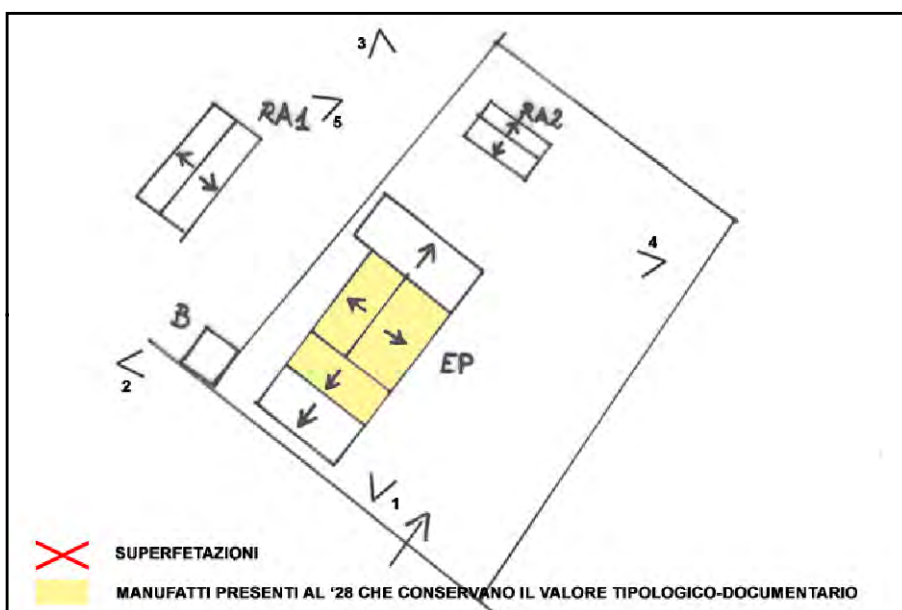 3
RA1
5
RA2
4
B
EP
2
1
SUPERFETAZIONI
MANUFATTI PRESENTI AL '28 CHE CONSERVANO IL VALORE TIPOLOGICO-DOCUMENTARIO